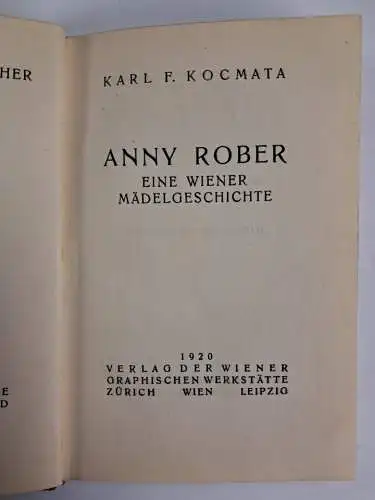 HER
E
D
KARL F. KOCMATA
ANNY ROBER
EINE WIENER
MÄDELGESCHICHTE
1920
VERLAG DER WIENER
GRAPHISCHEN WERKSTÄTTE
ZÜRICH WIEN LEIPZIG